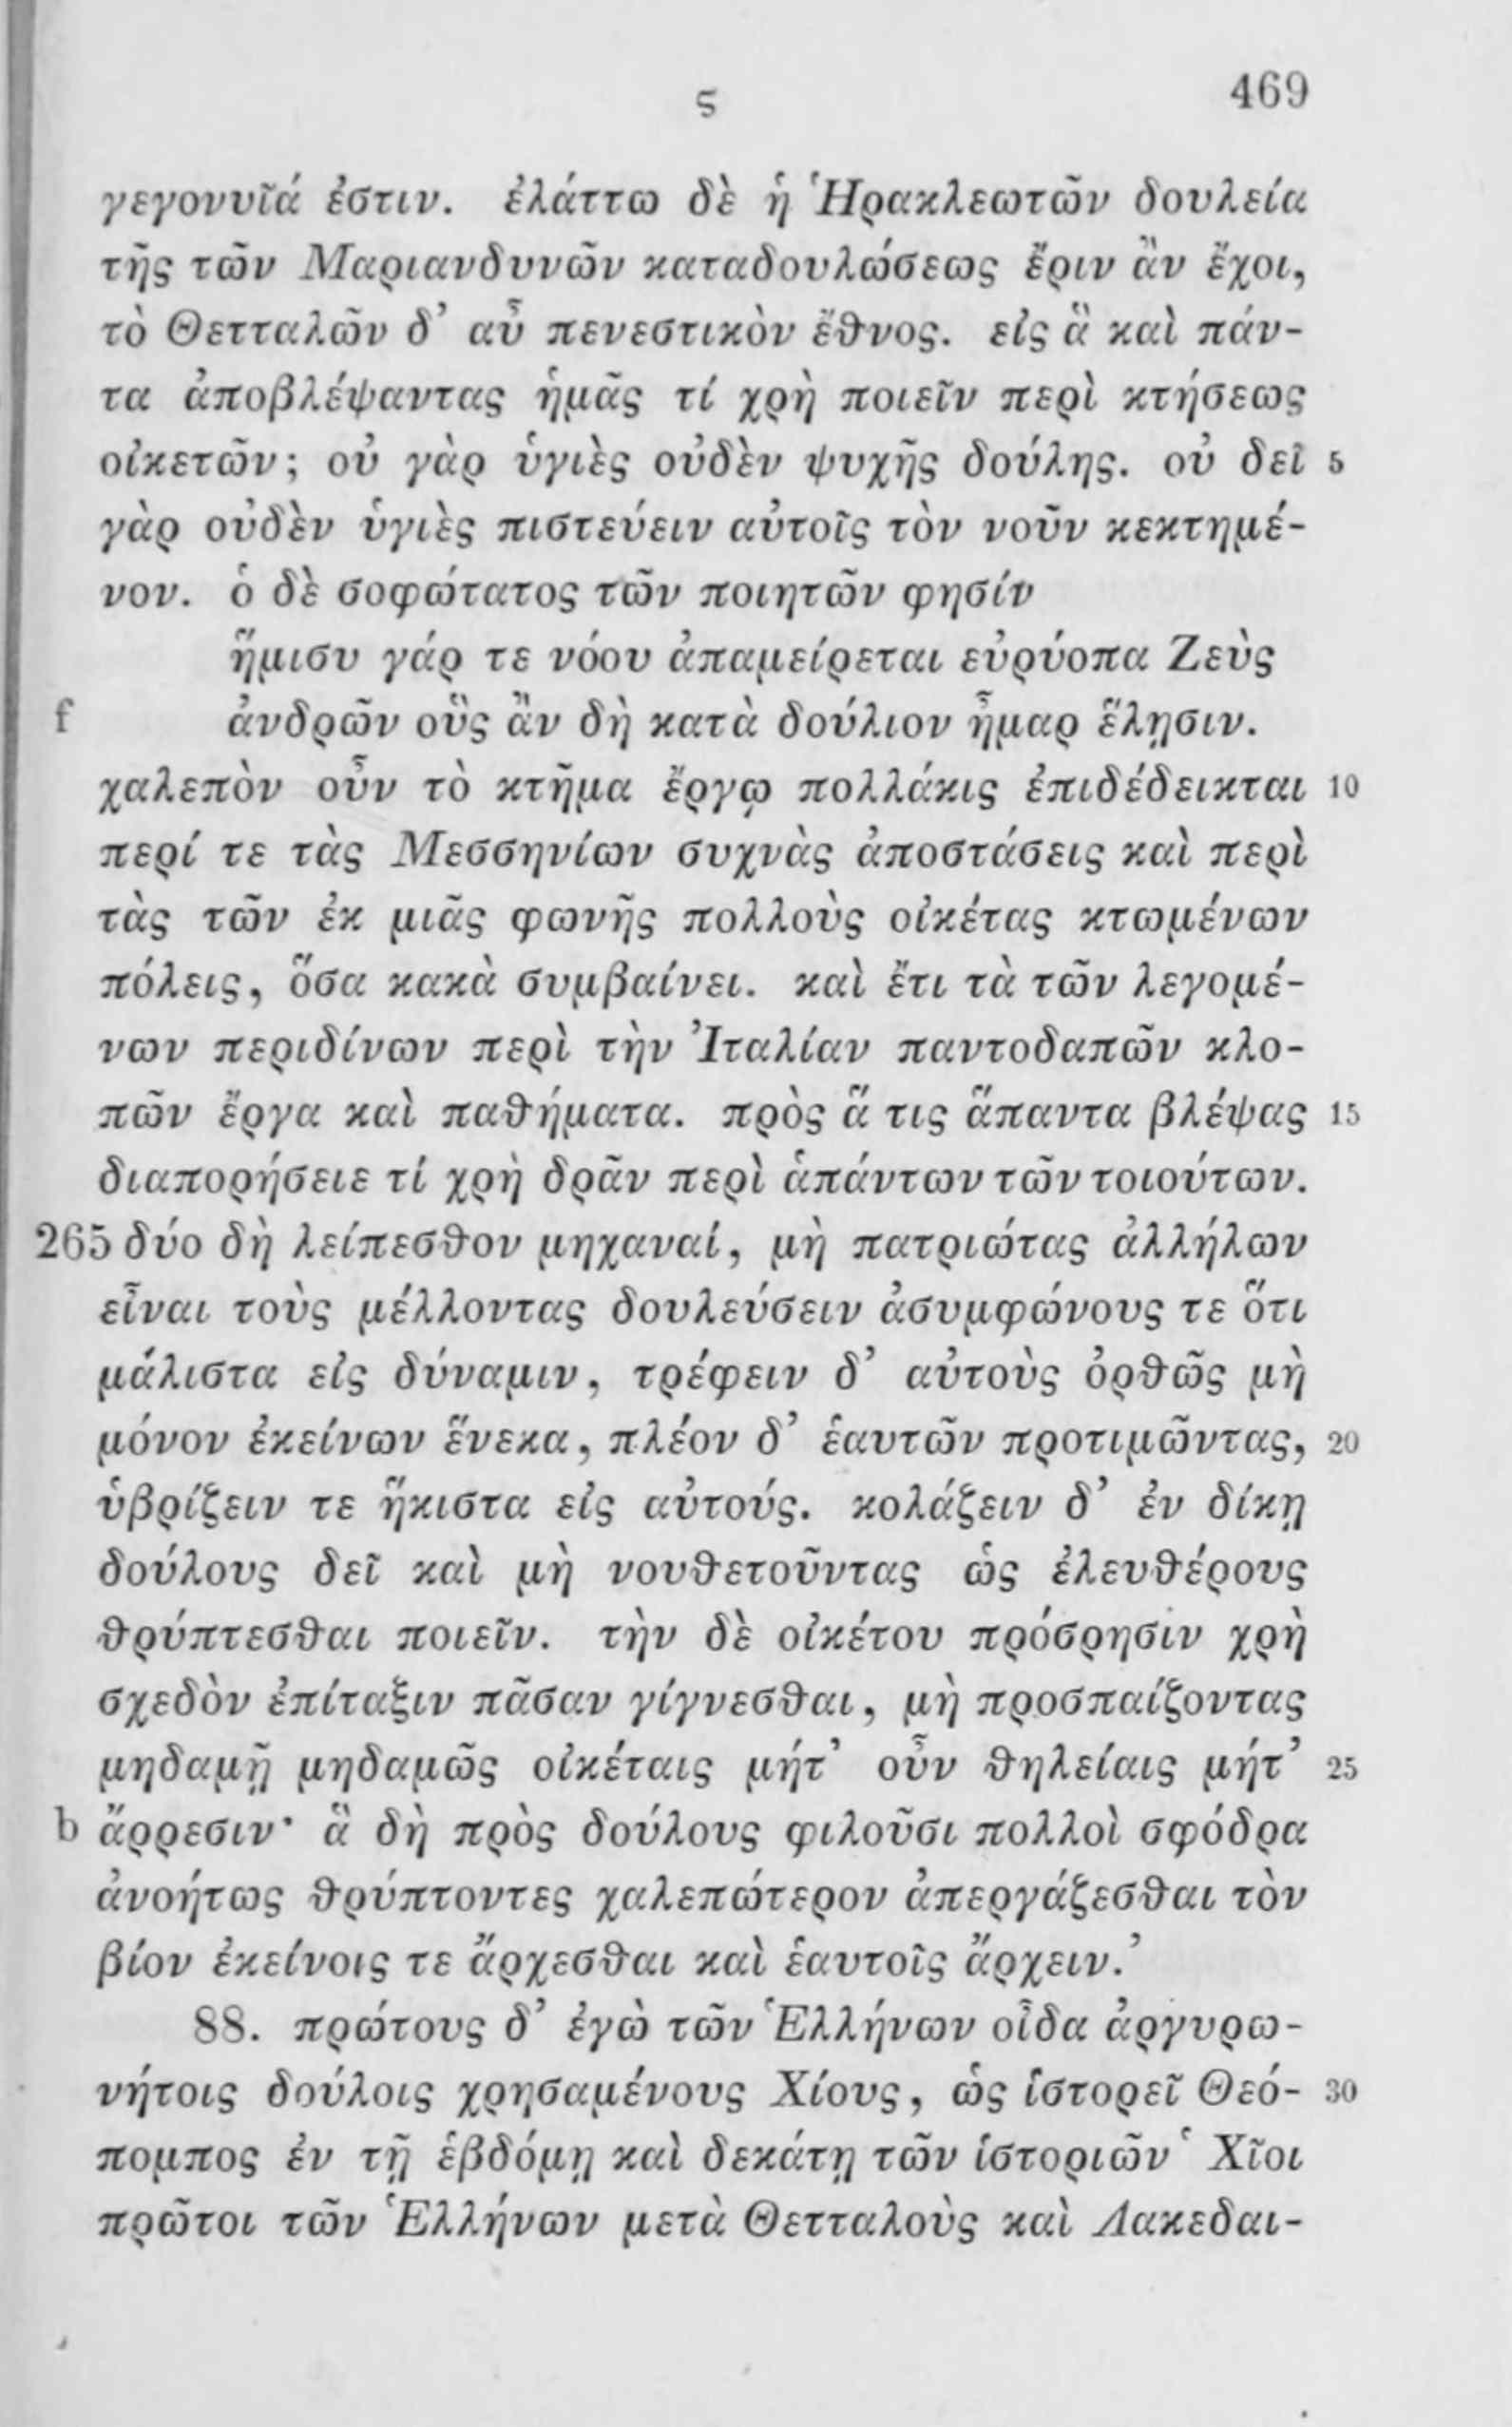 ϛ 469
γεγονυῖά ἐστιν. ἐλάττω δὲ ἡ Ἡρακλεωτῶν δουλεία
τῆς τῶν Μαριανδυνῶν καταδουλώσεως ἔριν ἂν ἔχοι,
τὸ Θετταλῶν δ’ αὖ πενεστικὸν ἔθνος. εἰς ἃ καὶ πάν-
τα ἀποβλέψαντας ἡμᾶς τί χρὴ ποιεῖν περὶ κτήσεως
οἰκετῶν; οὐ γὰρ ὑγιὲς οὐδὲν ψυχῆς δούλης. οὐ δεῖ 5
γὰρ οὐδὲν ὑγιὲς πιστεύειν αὐτοῖς τὸν νοῦν κεκτημέ-
νον. ὁ δὲ σοφώτατος τῶν ποιητῶν φησίν
ἥμισυ γάρ τε νόου ἀπαμείρεται εὐρύοπα Ζεὺς
f ἀνδρῶν οὓς ἂν δὴ κατὰ δούλιον ἦμαρ ἕλῃσιν.
χαλεπὸν οὖν τὸ κτῆμα ἔργῳ πολλάκις ἐπιδέδεικται 10
περί τε τὰς Μεσσηνίων συχνὰς ἀποστάσεις καὶ περὶ
τὰς τῶν ἐκ μιᾶς φωνῆς πολλοὺς οἰκέτας κτωμένων
πόλεις, ὅσα κακὰ συμβαίνει. καὶ ἔτι τὰ τῶν λεγομέ-
νων περιδίνων περὶ τὴν Ἰταλίαν παντοδαπῶν κλο-
πῶν ἔργα καὶ παθήματα. πρὸς ἅ τις ἅπαντα βλέψας 15
διαπορήσειε τί χρὴ δρᾶν περὶ ἁπάντων τῶν τοιούτων.
265 δύο δὴ λείπεσθον μηχαναί, μὴ πατριώτας ἀλλήλων
εἶναι τοὺς μέλλοντας δουλεύσειν ἀσυμφώνους τε ὅτι
μάλιστα εἰς δύναμιν, τρέφειν δ’ αὐτοὺς ὀρθῶς μὴ
μόνον ἐκείνων ἕνεκα, πλέον δ’ ἑαυτῶν προτιμῶντας, 20
ὑβρίζειν τε ἥκιστα εἰς αὐτούς. κολάζειν δ’ ἐν δίκῃ
δούλους δεῖ καὶ μὴ νουθετοῦντας ὡς ἐλευθέρους
θρύπτεσθαι ποιεῖν. τὴν δὲ οἰκέτου πρόσρησιν χρὴ
σχεδὸν ἐπίταξιν πᾶσαν γίγνεσθαι, μὴ προσπαίζοντας
μηδαμῇ μηδαμῶς οἰκέταις μήτ’ οὖν θηλείαις μήτ’ 25
b ἄρρεσιν· ἃ δὴ πρὸς δούλους φιλοῦσι πολλοὶ σφόδρα
ἀνοήτως θρύπτοντες χαλεπώτερον ἀπεργάζεσθαι τὸν
βίον ἐκείνοις τε ἄρχεσθαι καὶ ἑαυτοῖς ἄρχειν.’
88. πρώτους δ’ ἐγὼ τῶν Ἑλλήνων οἶδα ἀργυρω-
νήτοις δούλοις χρησαμένους Χίους, ὡς ἱστορεῖ Θεό- 30
πομπος ἐν τῇ ἑβδόμῃ καὶ δεκάτῃ τῶν ἱστοριῶν ‘Χῖοι
πρῶτοι τῶν Ἑλλήνων μετὰ Θετταλοὺς καὶ Λακεδαι-